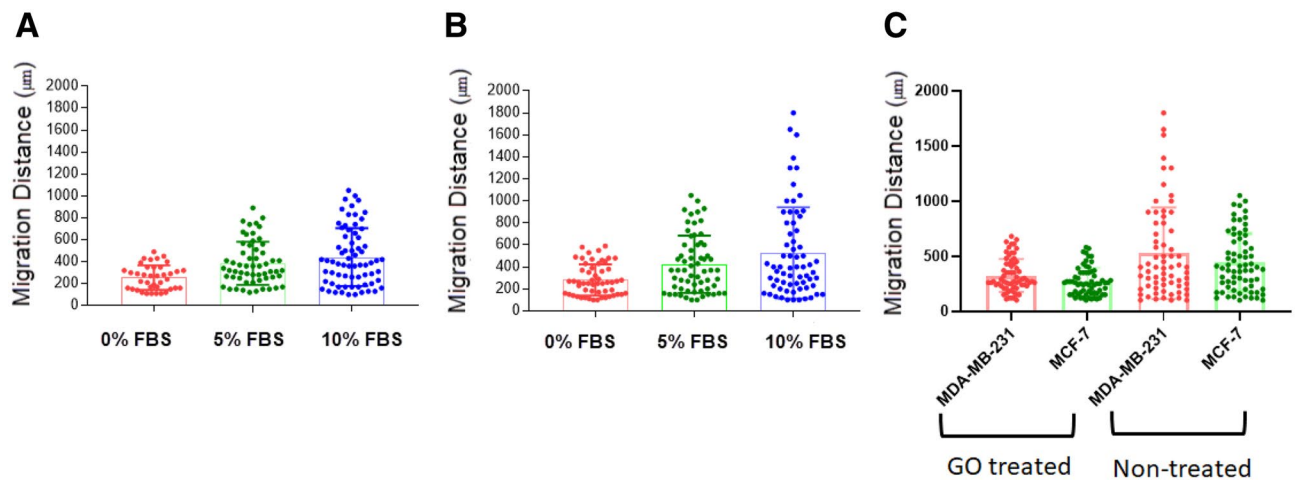 A
B
C
Migration Distance (μm)
2000
1800
1600
1400
1200
1000
800
600
400
200
0
0% FBS
5% FBS
10% FBS
Migration Distance (μm)
2000
1800
1600
1400
1200
1000
800
600
400
200
0
0% FBS
5% FBS
10% FBS
Migration Distance (μm)
2000
1500
1000
500
0
MDA-MB-231
MCF-7
MDA-MB-231
MCF-7
GO treated
Non-treated